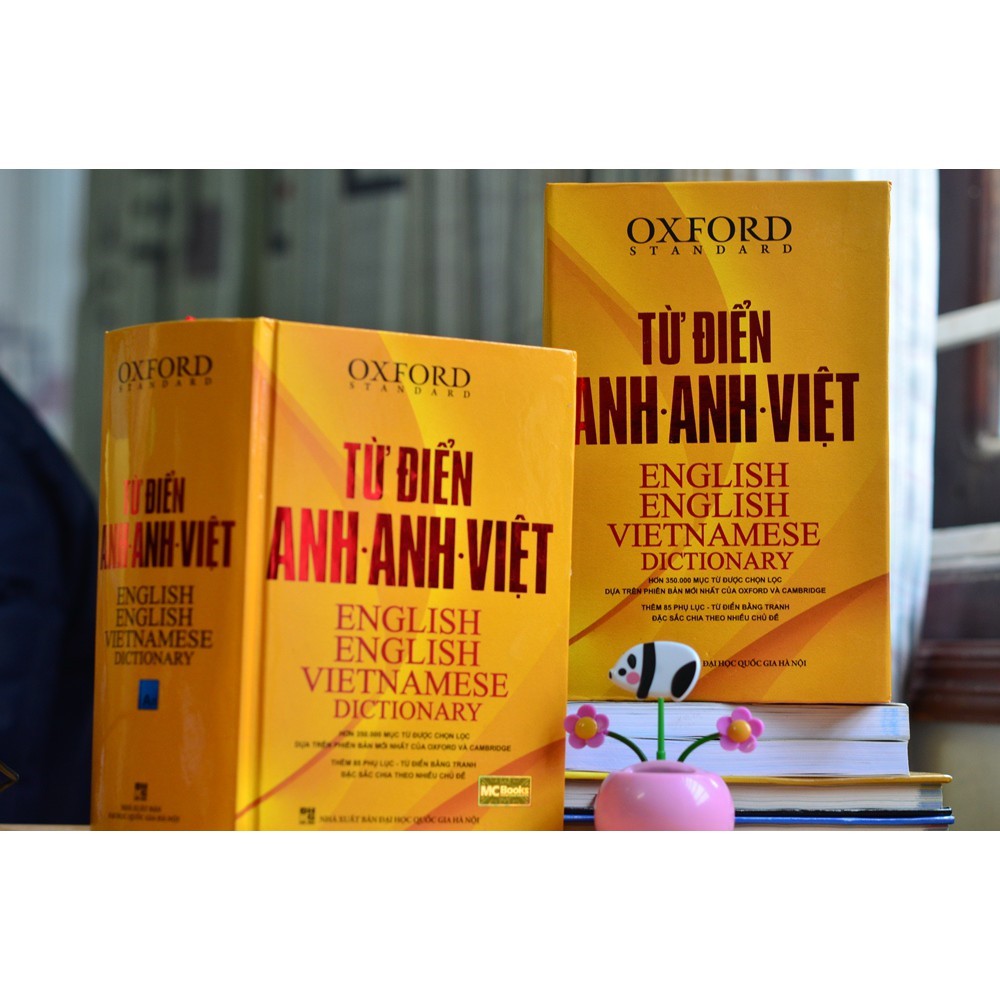 OXFORD
STANDARD
TỪ ĐIỂN
ANH·ANH·VIỆT
ENGLISH
ENGLISH
VIETNAMESE
DICTIONARY
OXFORD
STANDARD
TỪ ĐIỂN
ANH·ANH·VIỆT
ENGLISH
ENGLISH
VIETNAMESE
DICTIONARY
HƠN 350.000 MỤC TỪ ĐƯỢC CHỌN LỌC
DỰA TRÊN PHIÊN BẢN MỚI NHẤT CỦA OXFORD VÀ CAMBRIDGE
THÊM 85 PHỤ LỤC - TỪ ĐIỂN BẰNG TRANH
ĐẶC SẮC CHIA THEO NHIỀU CHỦ ĐỀ
MCBooks
NHÀ XUẤT BẢN ĐẠI HỌC QUỐC GIA HÀ NỘI
OXFORD
STANDARD
TỪ ĐIỂN
ANH·ANH·VIỆT
ENGLISH
ENGLISH
VIETNAMESE
DICTIONARY
HƠN 350.000 MỤC TỪ ĐƯỢC CHỌN LỌC
DỰA TRÊN PHIÊN BẢN MỚI NHẤT CỦA OXFORD VÀ CAMBRIDGE
THÊM 85 PHỤ LỤC - TỪ ĐIỂN BẰNG TRANH
ĐẶC SẮC CHIA THEO NHIỀU CHỦ ĐỀ
ĐẠI HỌC QUỐC GIA HÀ NỘI